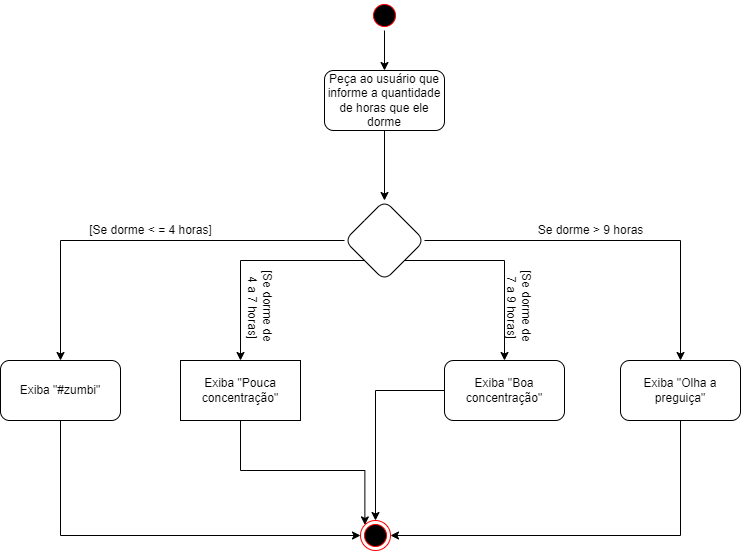 Peça ao usuário que
informe a quantidade
de horas que ele
dorme
[Se dorme < = 4 horas]
Se dorme > 9 horas
[Se dorme de
4 a 7 horas]
[Se dorme de
7 a 9 horas]
Exiba "#zumbi"
Exiba "Pouca
concentração"
Exiba "Boa
concentração"
Exiba "Olha a
preguiça"